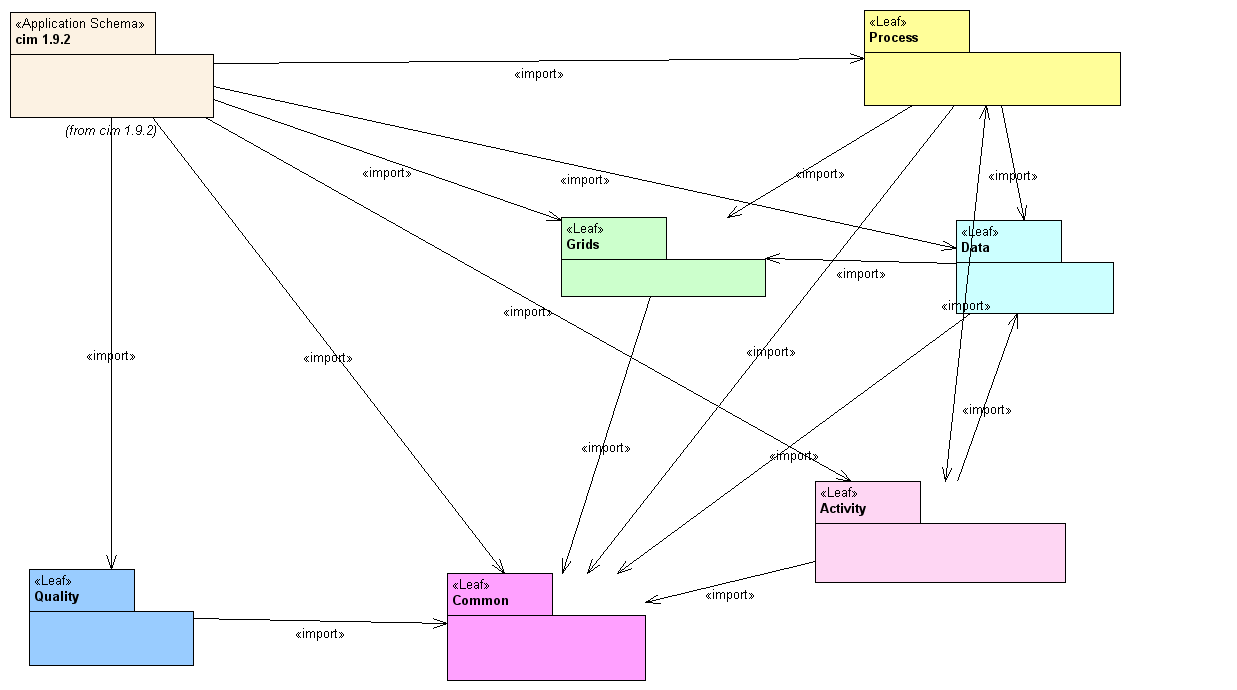 «Application Schema»
cim 1.9.2
(from cim 1.9.2)
«Leaf»
Process
«import»
«import»
«import»
«import»
«import»
«Leaf»
Grids
«Leaf»
Data
«import»
«import»
«import»
«import»
«import»
«import»
«import»
«import»
«import»
«Leaf»
Activity
«Leaf»
Quality
«Leaf»
Common
«import»
«import»